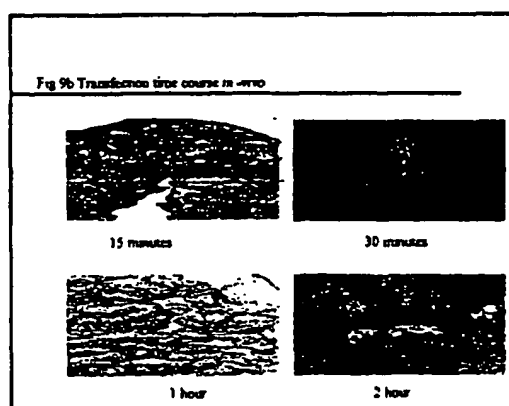 Fig 9b Transfection time course in-vivo
15 minutes
30 minutes
1 hour
2 hour